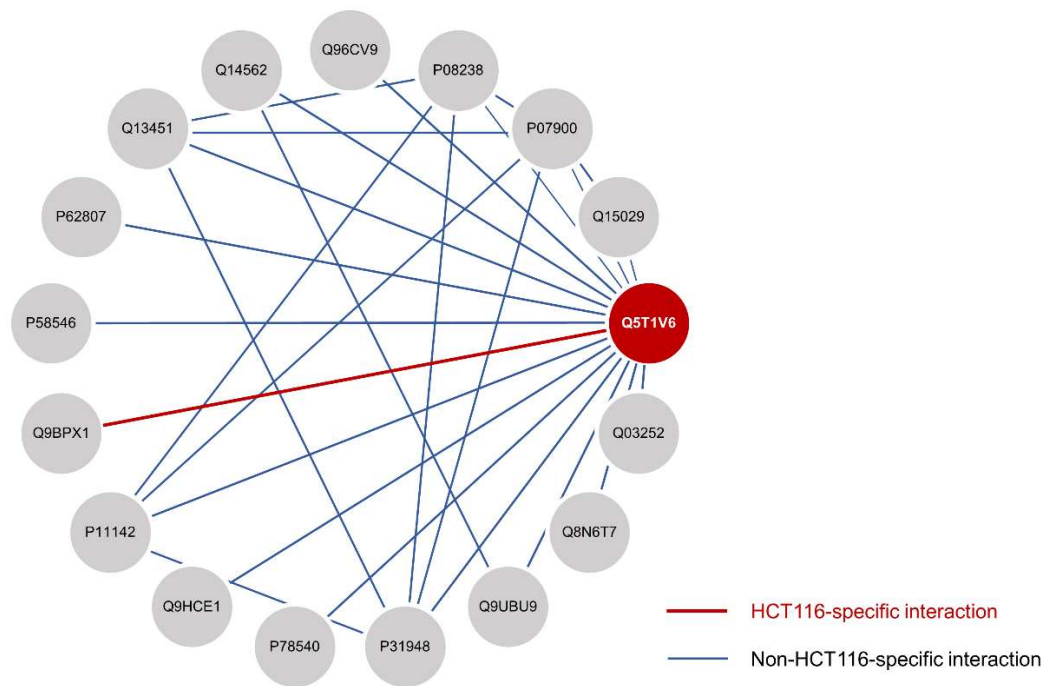 Q96CV9
Q14562
P08238
Q13451
P07900
P62807
Q15029
P58546
Q5T1V6
Q9BPX1
Q03252
P11142
Q8N6T7
Q9HCE1
Q9UBU9
P78540
P31948
HCT116-specific interaction
Non-HCT116-specific interaction